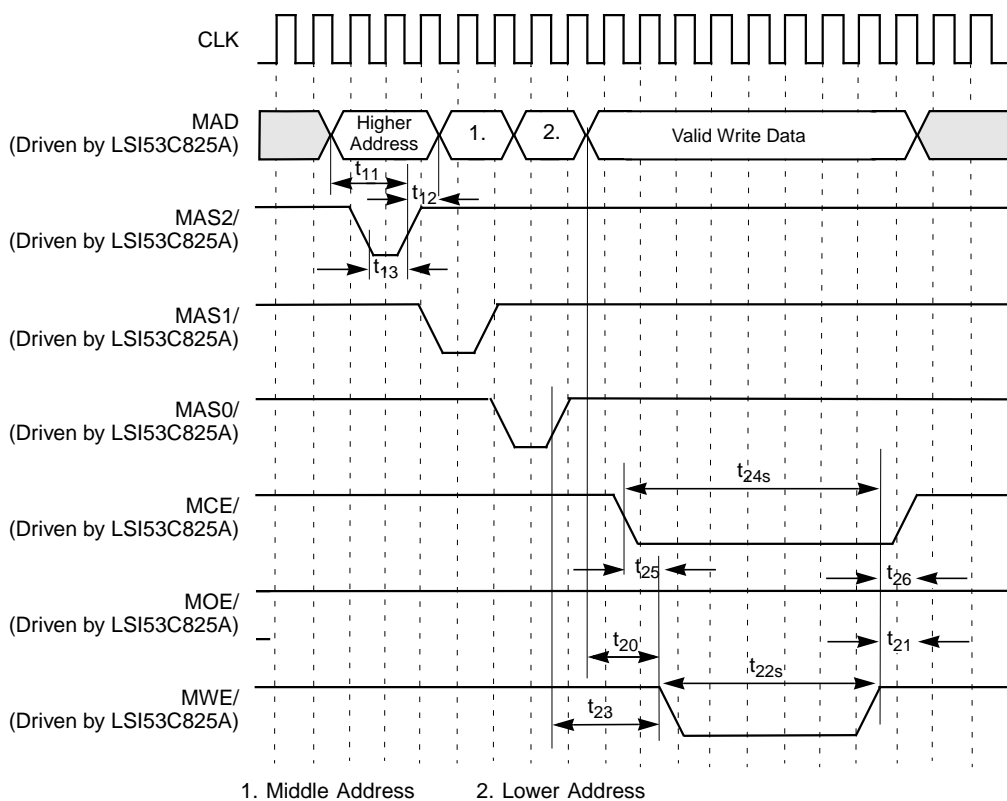 CLK
MAD
(Driven by LSI53C825A)
Higher
Address
1.
2.
Valid Write Data
t11
t12
MAS2/
(Driven by LSI53C825A)
t13
MAS1/
(Driven by LSI53C825A)
MAS0/
(Driven by LSI53C825A)
t24s
MCE/
(Driven by LSI53C825A)
t25
t26
MOE/
(Driven by LSI53C825A)
t20
t21
t22s
MWE/
(Driven by LSI53C825A)
t23
1. Middle Address 2. Lower Address